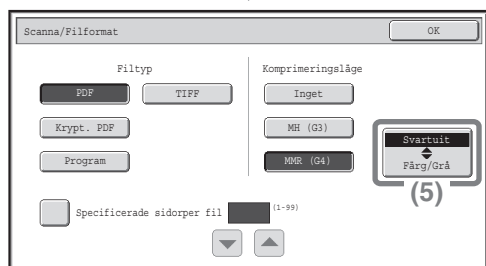 Scanna/Filformat OK
Filtyp Komprimeringsläge
PDF TIFF Inget
Krypt. PDF MH (G3) Svartuit
Program MMR (G4) Färg/Grå
(5)
Specificerade sidorper fil (1-99)